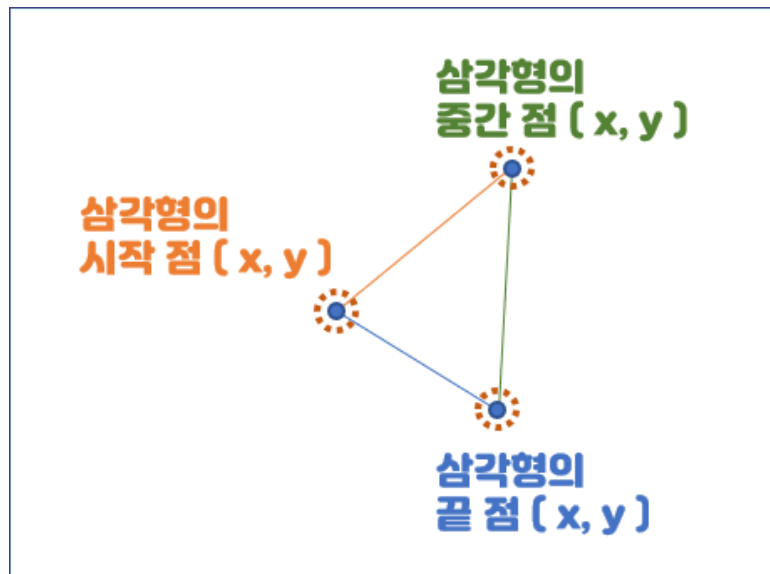 삼각형의
중간 점 ( x, y )
삼각형의
시작 점 ( x, y )
삼각형의
끝 점 ( x, y )